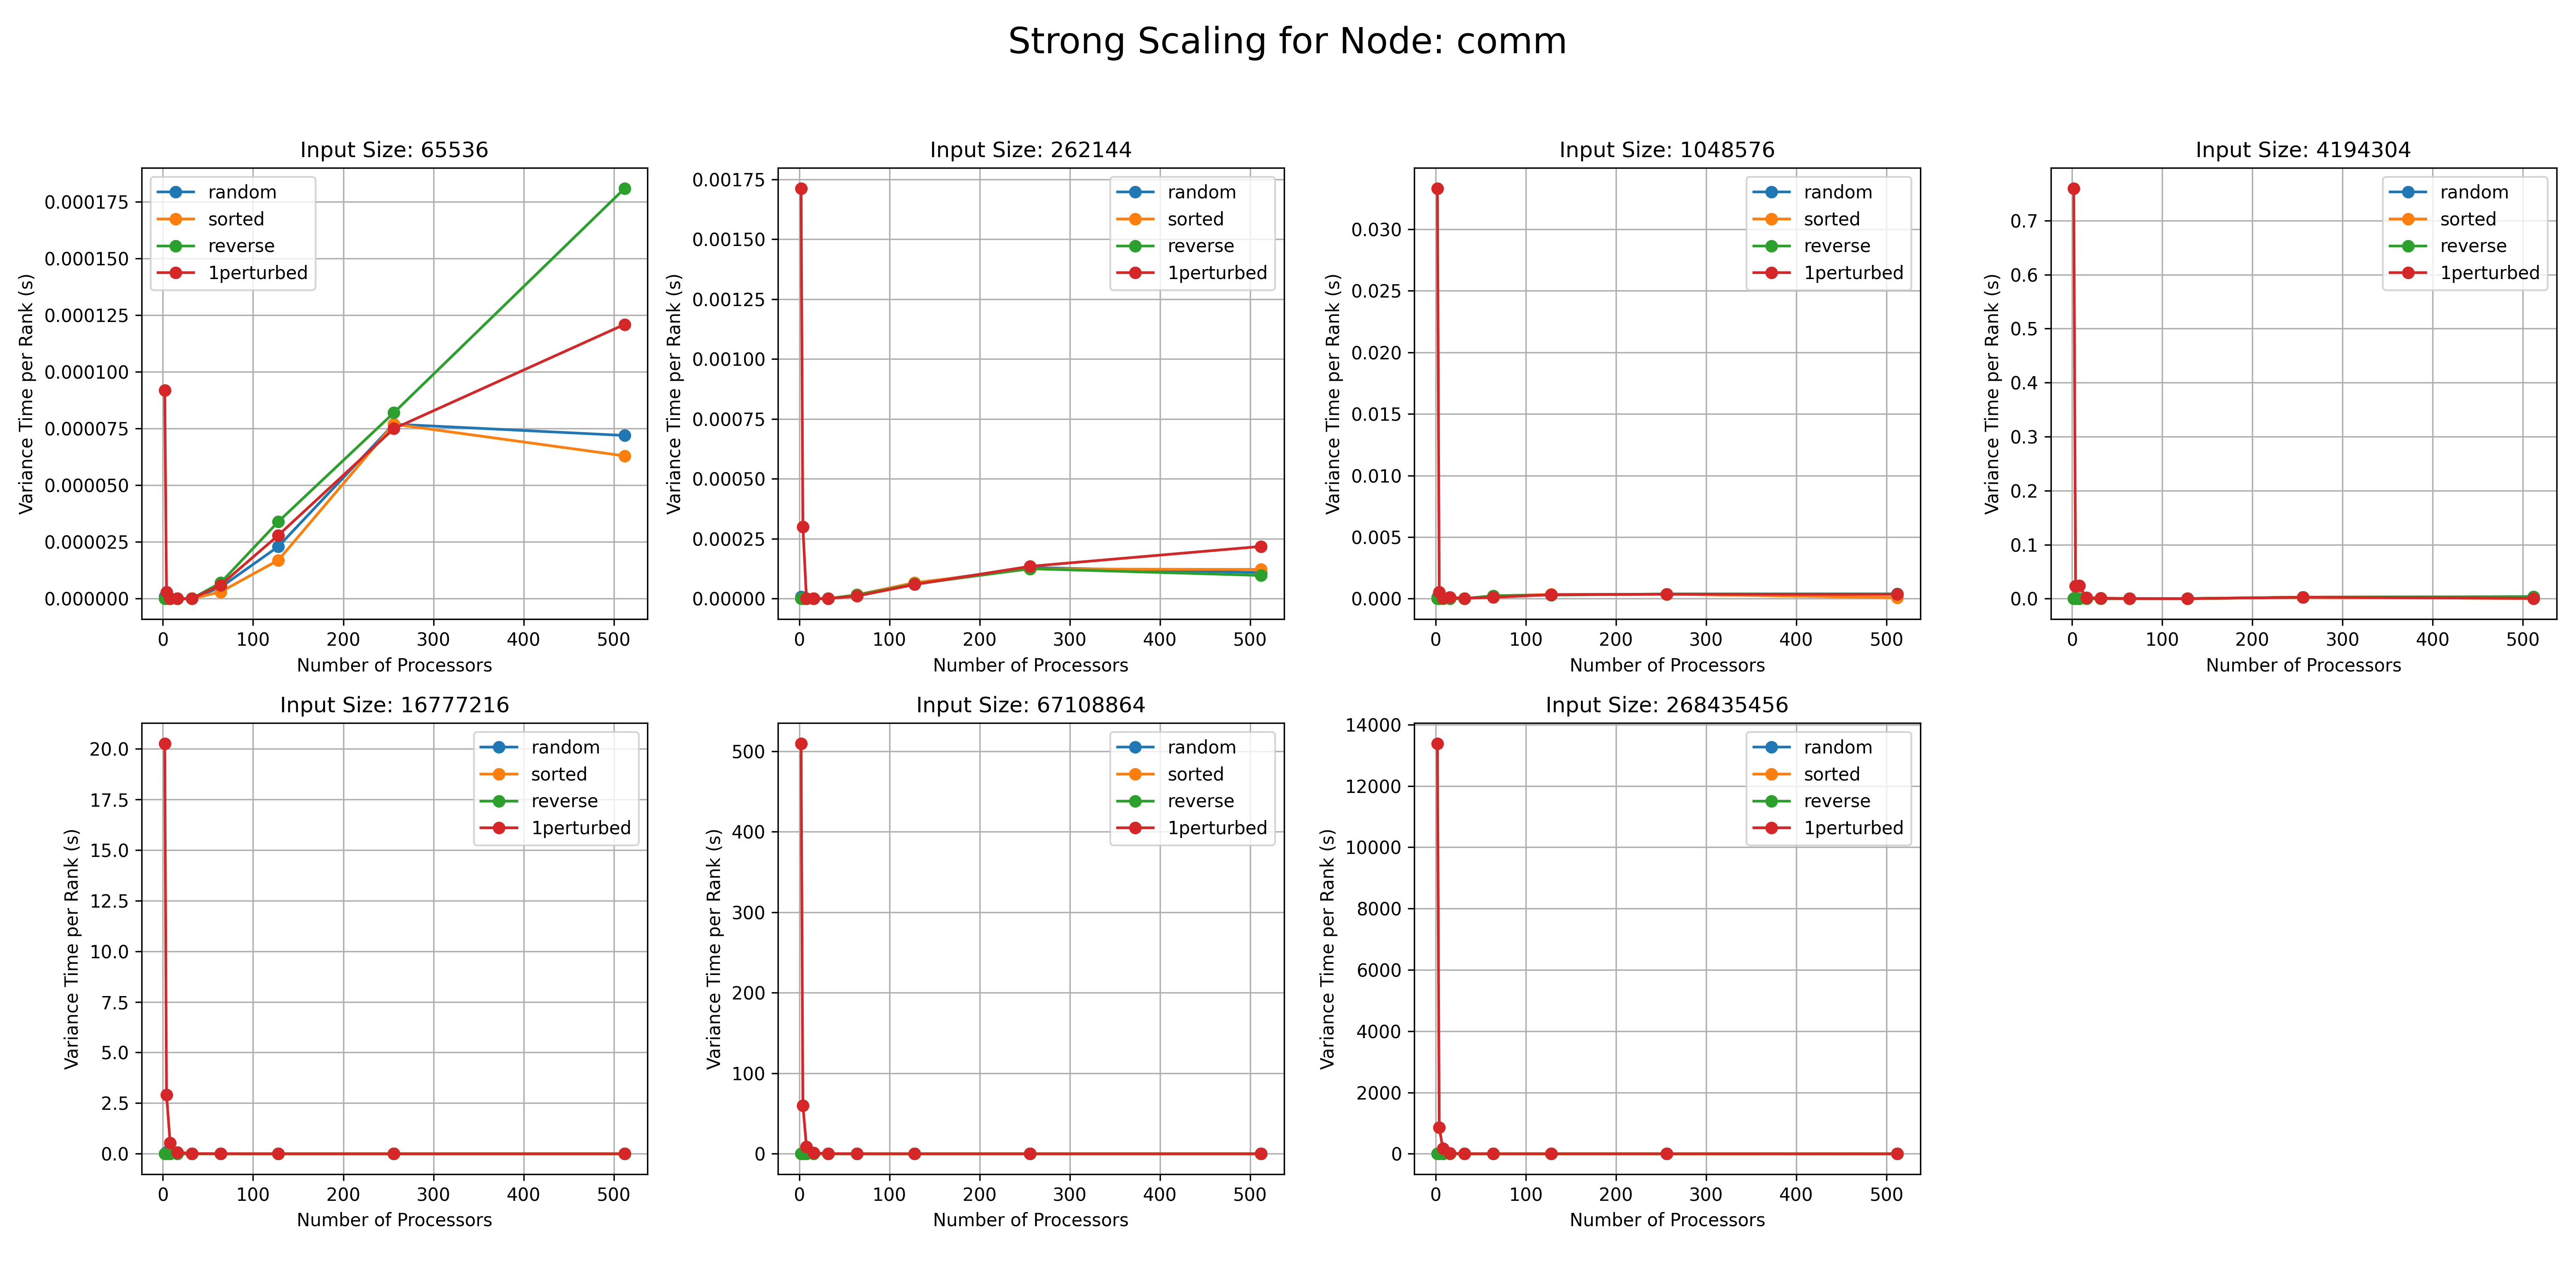 Strong Scaling for Node: comm
Input Size: 65536
Variance Time per Rank (s)
0.000175
0.000150
0.000125
0.000100
0.000075
0.000050
0.000025
0.000000
random
sorted
reverse
1perturbed
0 100 200 300 400 500
Number of Processors
Input Size: 262144
Variance Time per Rank (s)
0.00175
0.00150
0.00125
0.00100
0.00075
0.00050
0.00025
0.00000
random
sorted
reverse
1perturbed
0 100 200 300 400 500
Number of Processors
Input Size: 1048576
Variance Time per Rank (s)
0.030
0.025
0.020
0.015
0.010
0.005
0.000
random
sorted
reverse
1perturbed
0 100 200 300 400 500
Number of Processors
Input Size: 4194304
Variance Time per Rank (s)
0.7
0.6
0.5
0.4
0.3
0.2
0.1
0.0
random
sorted
reverse
1perturbed
0 100 200 300 400 500
Number of Processors
Input Size: 16777216
Variance Time per Rank (s)
20.0
17.5
15.0
12.5
10.0
7.5
5.0
2.5
0.0
random
sorted
reverse
1perturbed
0 100 200 300 400 500
Number of Processors
Input Size: 67108864
Variance Time per Rank (s)
500
400
300
200
100
0
random
sorted
reverse
1perturbed
0 100 200 300 400 500
Number of Processors
Input Size: 268435456
Variance Time per Rank (s)
14000
12000
10000
8000
6000
4000
2000
0
random
sorted
reverse
1perturbed
0 100 200 300 400 500
Number of Processors